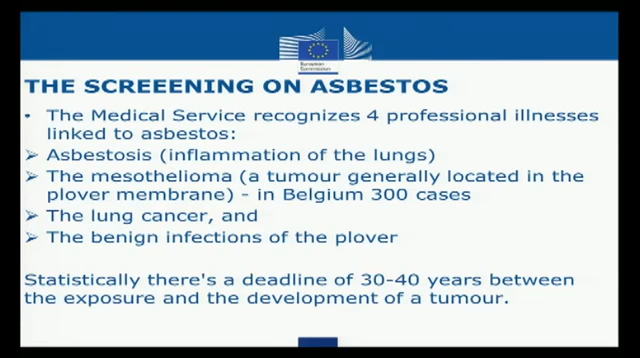 European
Commission
THE SCREEENING ON ASBESTOS
• The Medical Service recognizes 4 professional illnesses
linked to asbestos:
➢ Asbestosis (inflammation of the lungs)
➢ The mesothelioma (a tumour generally located in the
plover membrane) - in Belgium 300 cases
➢ The lung cancer, and
➢ The benign infections of the plover
Statistically there's a deadline of 30-40 years between
the exposure and the development of a tumour.